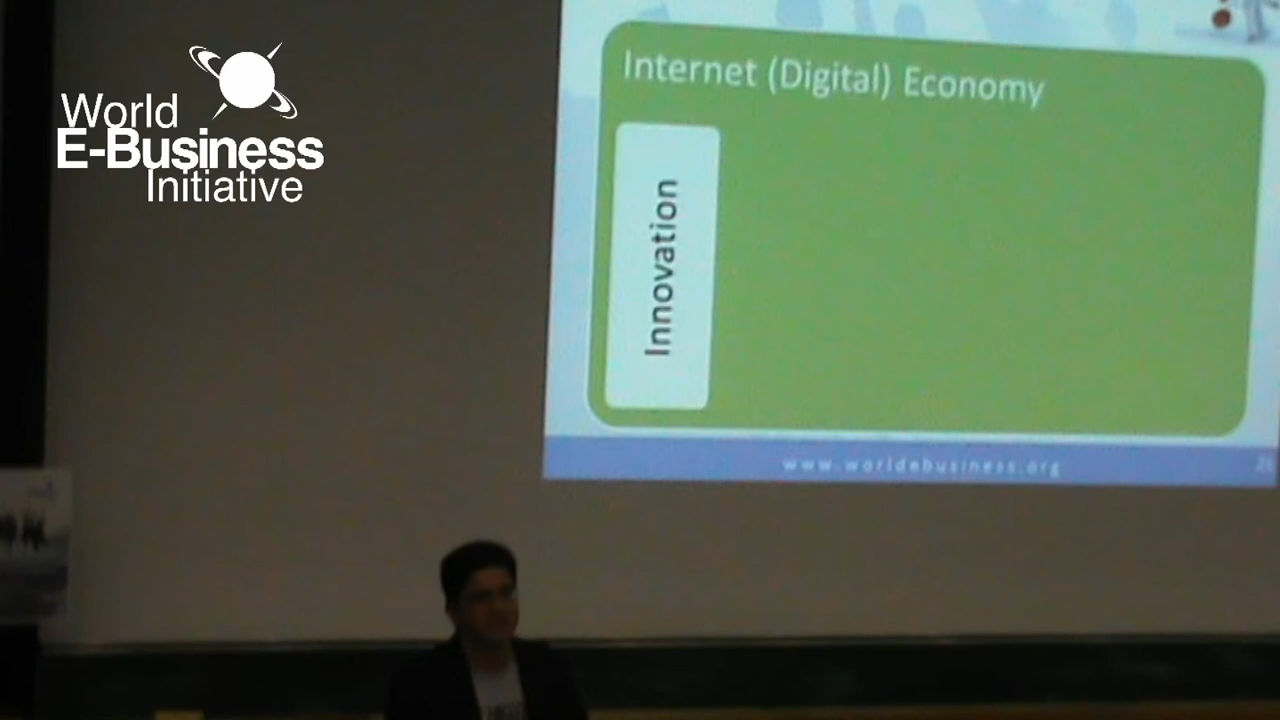 World
E-Business
Initiative
Internet (Digital) Economy
Innovation
www.worldebusiness.org